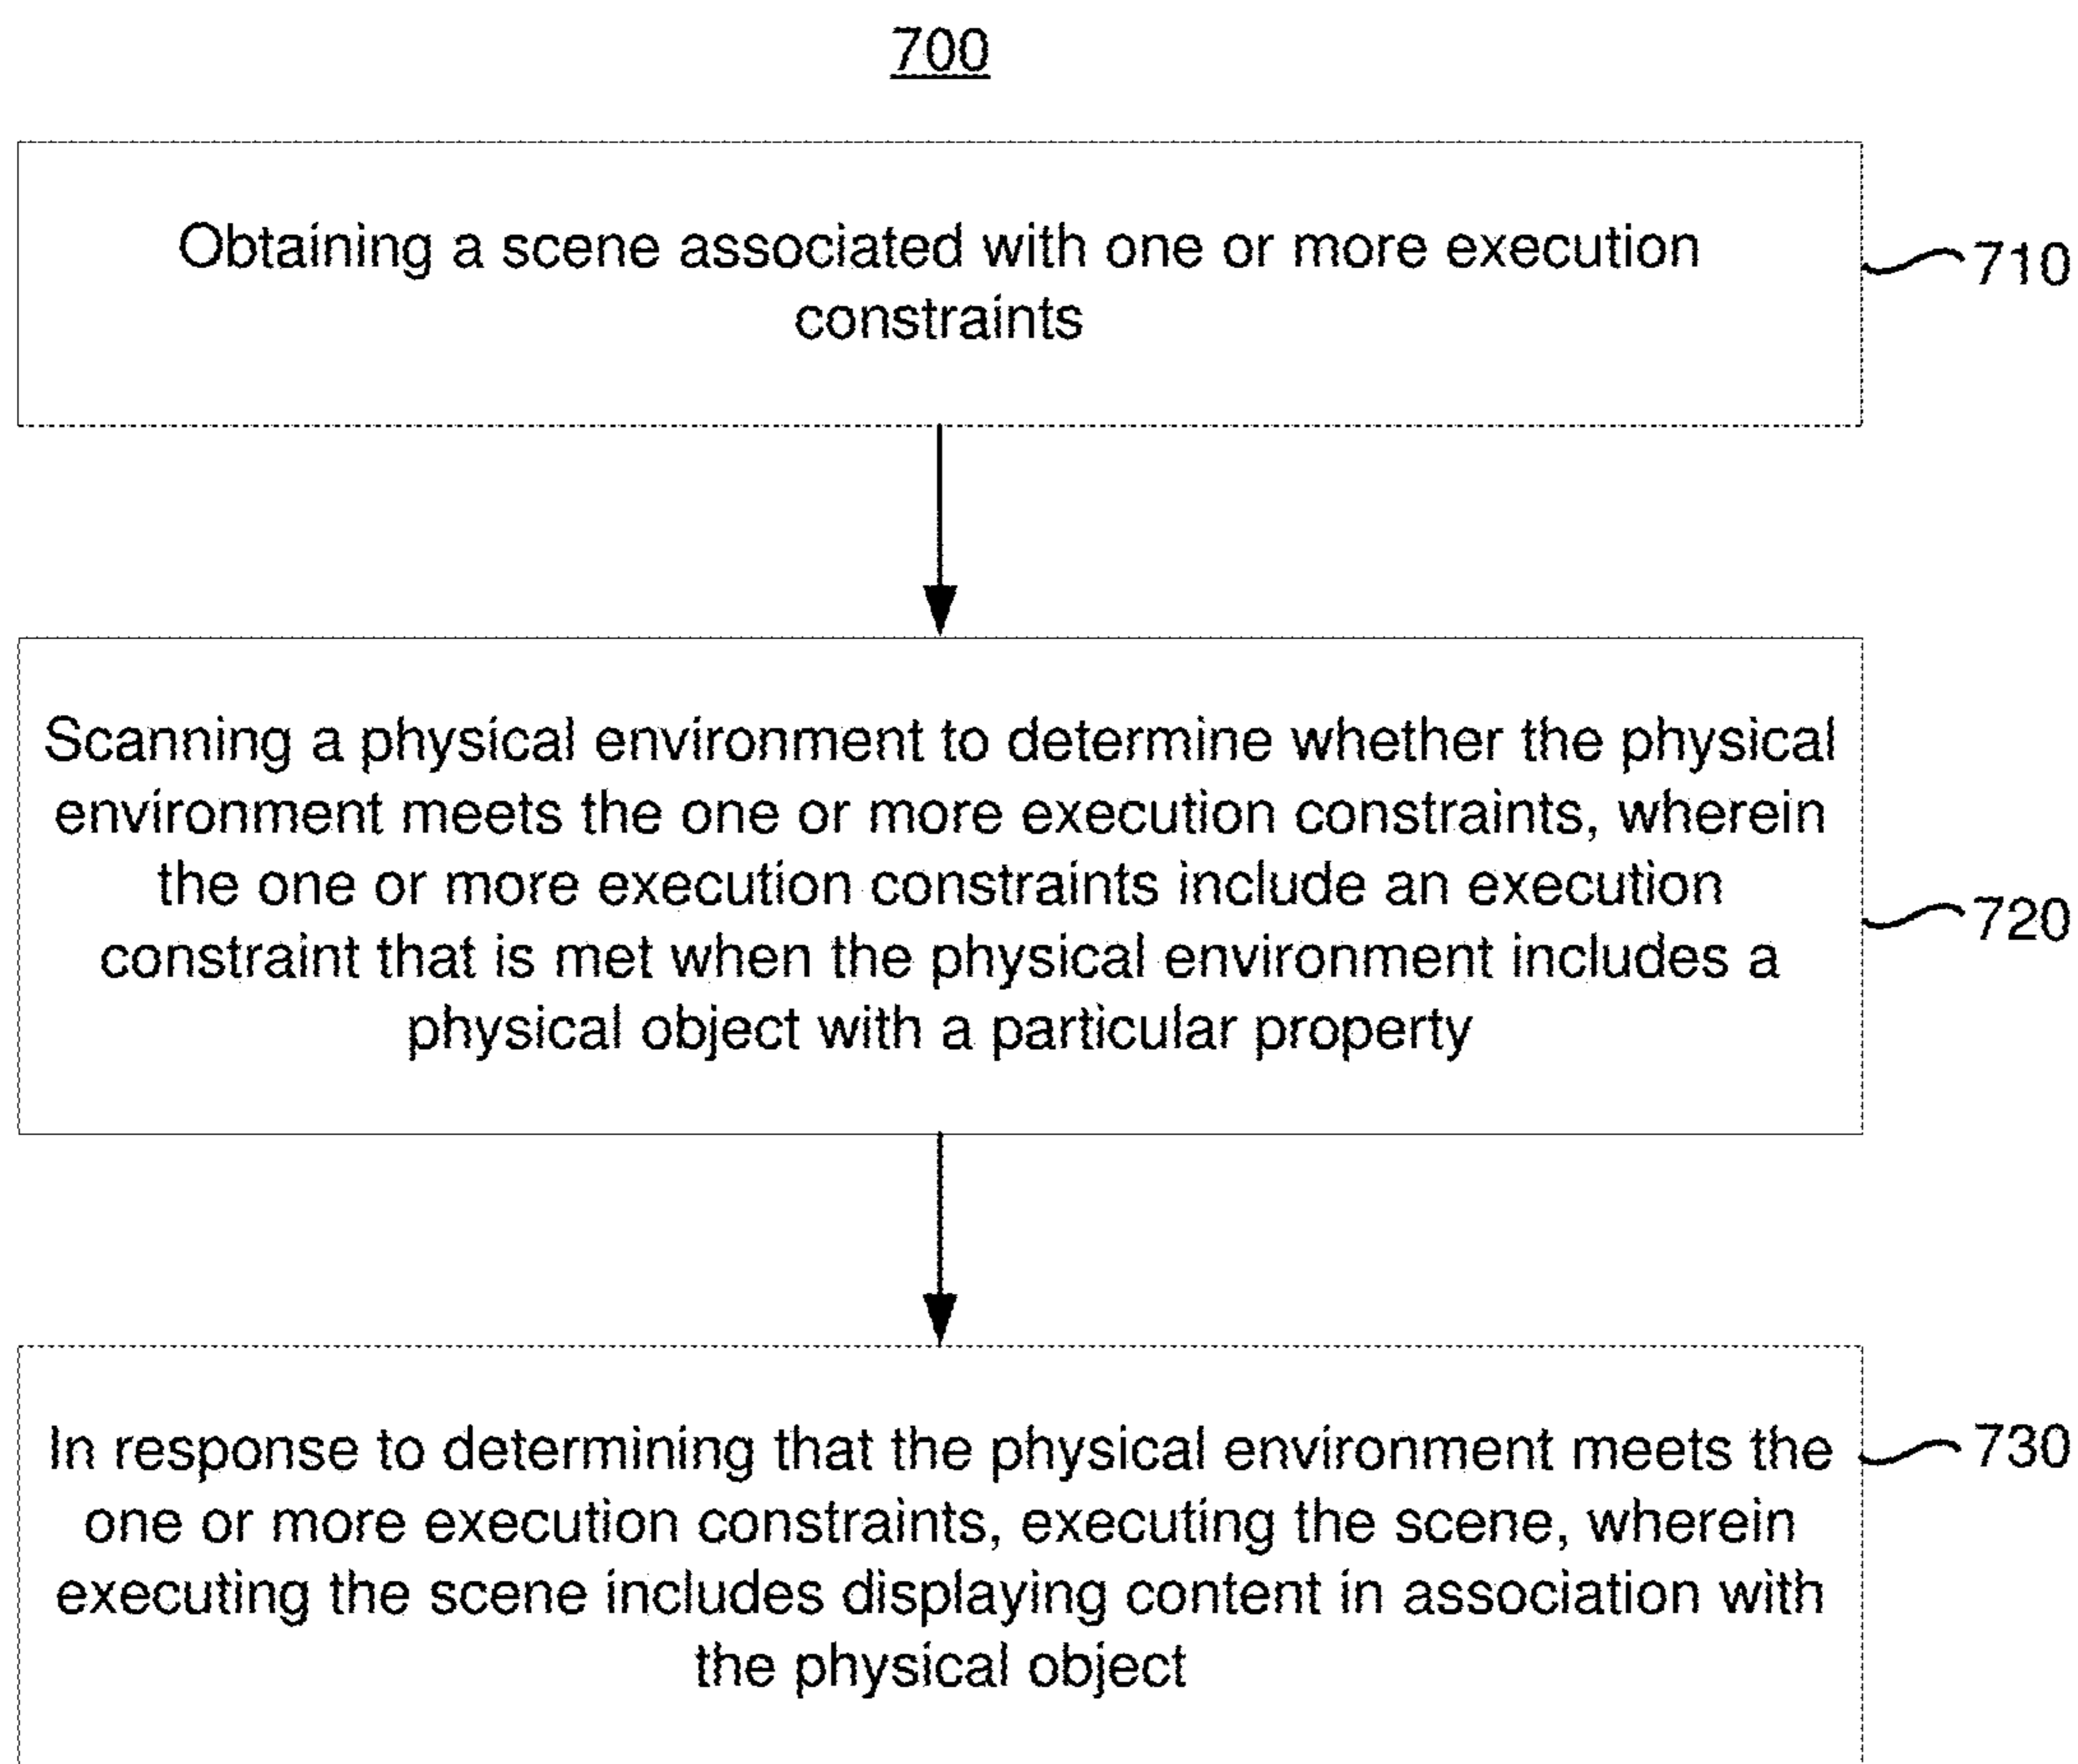 700
Obtaining a scene associated with one or more execution
constraints
710
Scanning a physical environment to determine whether the physical
environment meets the one or more execution constraints, wherein
the one or more execution constraints include an execution
constraint that is met when the physical environment includes a
physical object with a particular property
720
In response to determining that the physical environment meets the
one or more execution constraints, executing the scene, wherein
executing the scene includes displaying content in association with
the physical object
730